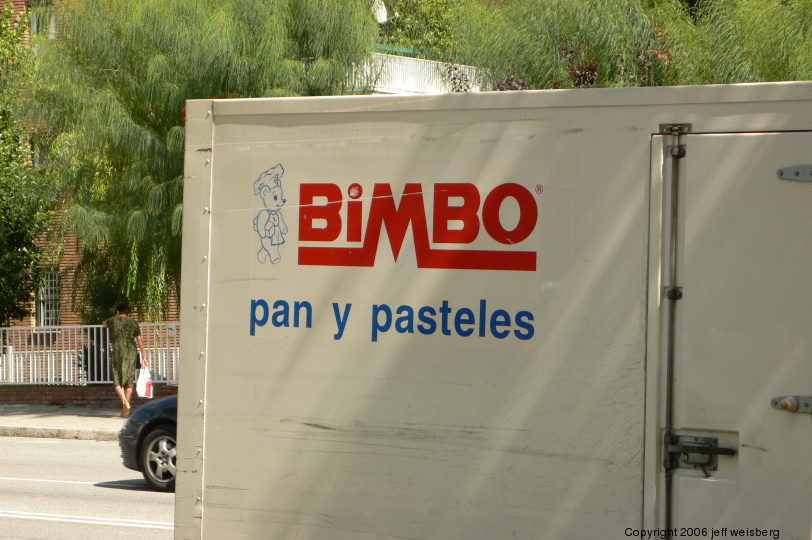 BiMBO®
pan y pasteles
Copyright 2006 jeff weisberg